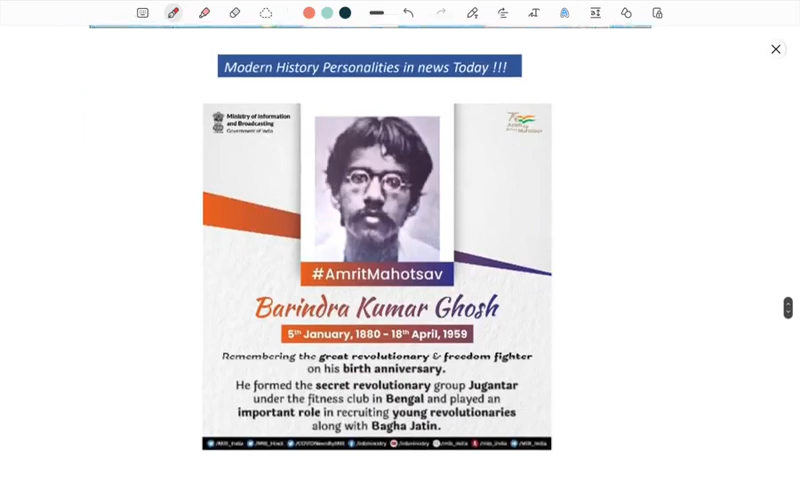 Modern History Personalities in news Today !!!
Ministry of Information
and Broadcasting
Government of India
#AmritMahotsav
Barindra Kumar Ghosh
5th January, 1880 - 18th April, 1959
Remembering the great revolutionary & freedom fighter
on his birth anniversary.
He formed the secret revolutionary group Jugantar
under the fitness club in Bengal and played an
important role in recruiting young revolutionaries
along with Bagha Jatin.